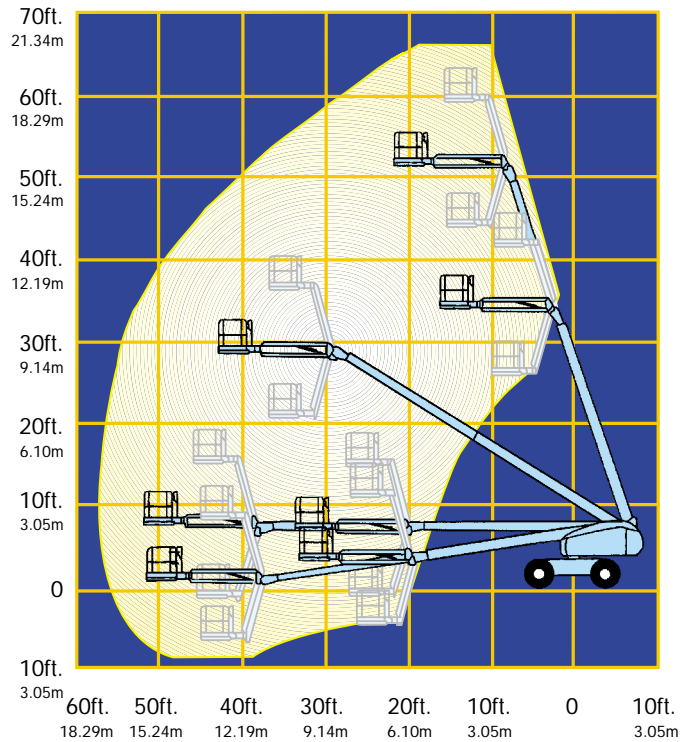 70ft.
21.34m
60ft.
18.29m
50ft.
15.24m
40ft.
12.19m
30ft.
9.14m
20ft.
6.10m
10ft.
3.05m
0
10ft.
3.05m
60ft. 50ft. 40ft. 30ft. 20ft. 10ft. 0 10ft.
18.29m 15.24m 12.19m 9.14m 6.10m 3.05m 3.05m